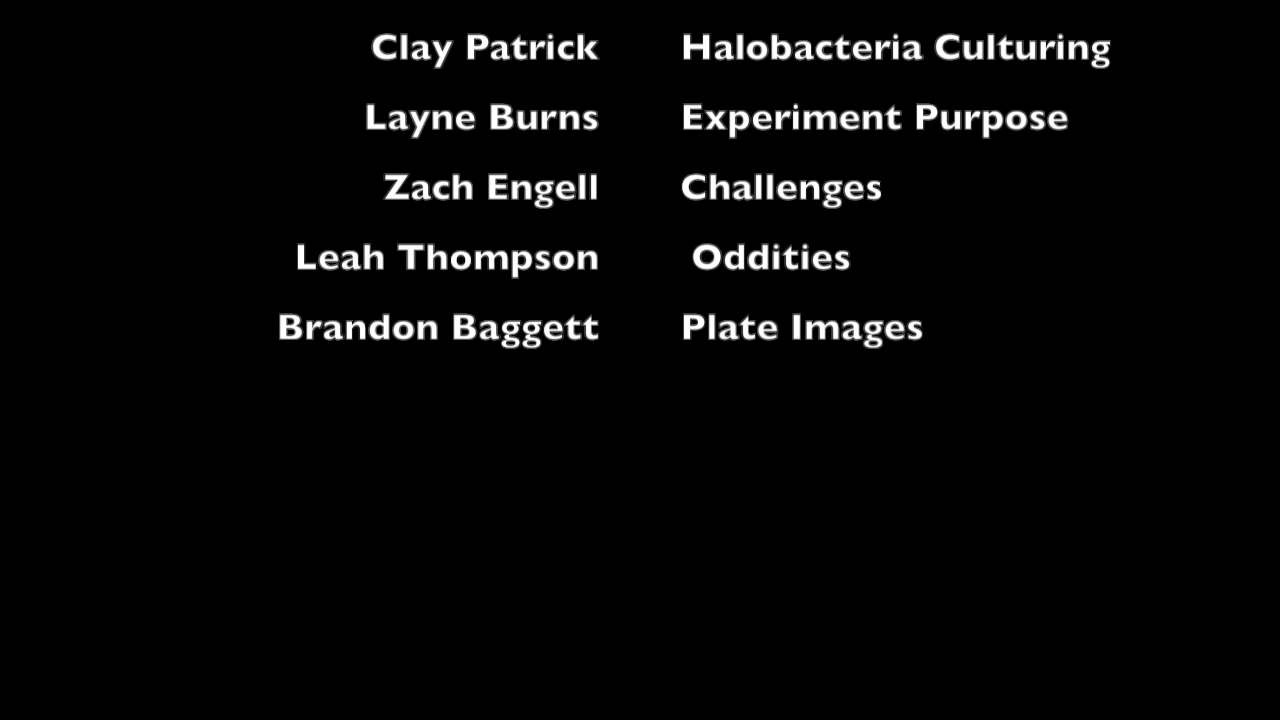 Clay Patrick Halobacteria Culturing
Layne Burns Experiment Purpose
Zach Engell Challenges
Leah Thompson Oddities
Brandon Baggett Plate Images